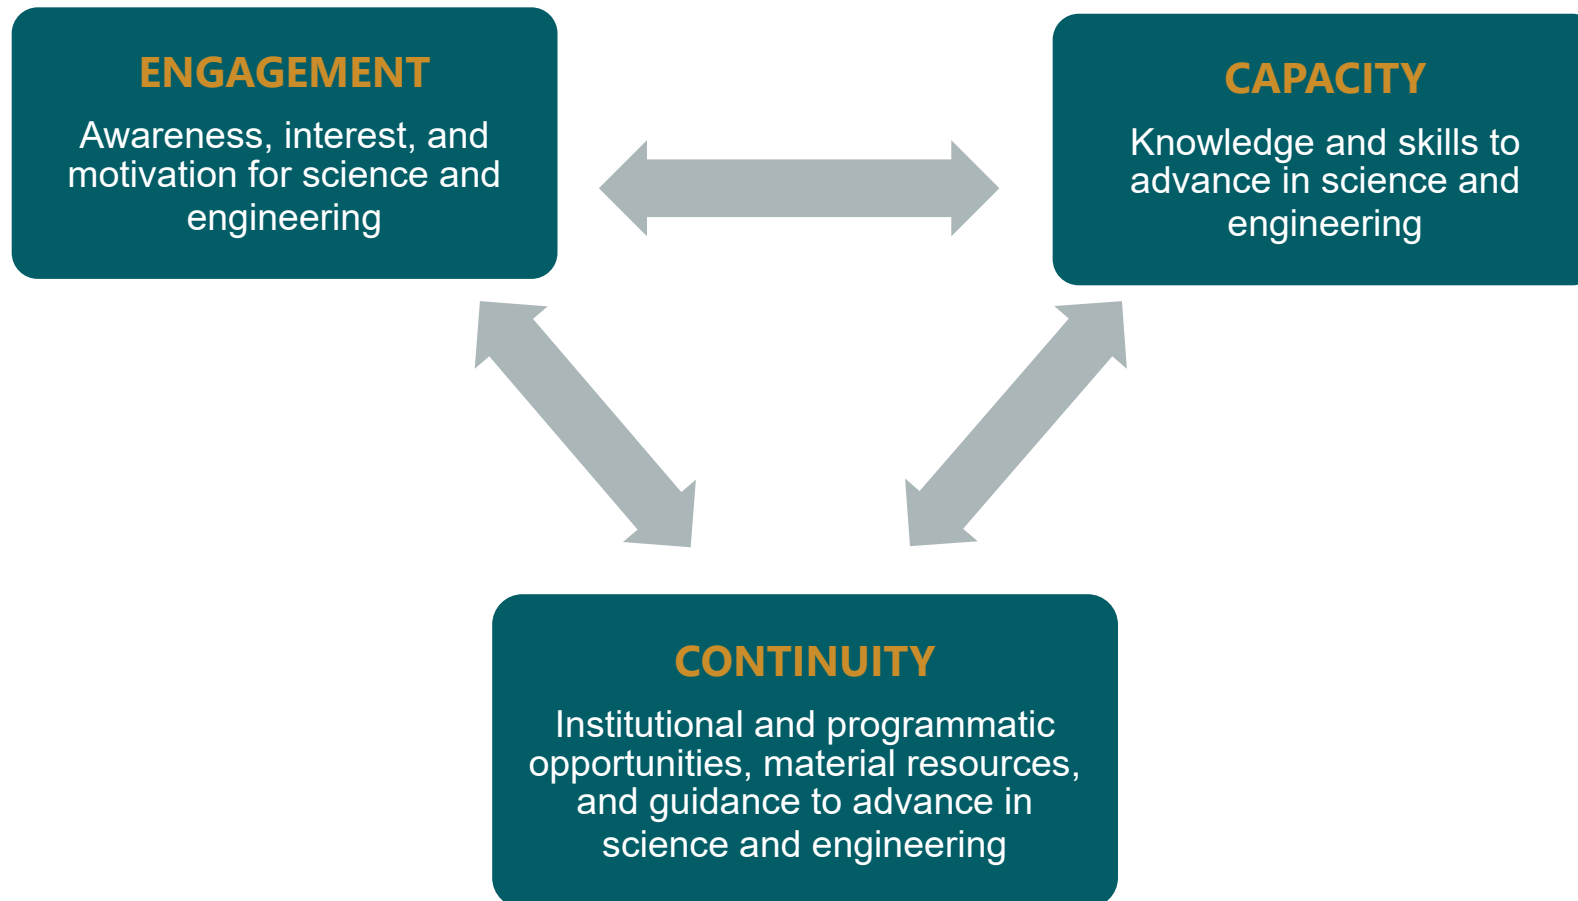 ENGAGEMENT
Awareness, interest, and
motivation for science and
engineering
CAPACITY
Knowledge and skills to
advance in science and
engineering
CONTINUITY
Institutional and programmatic
opportunities, material resources,
and guidance to advance in
science and engineering